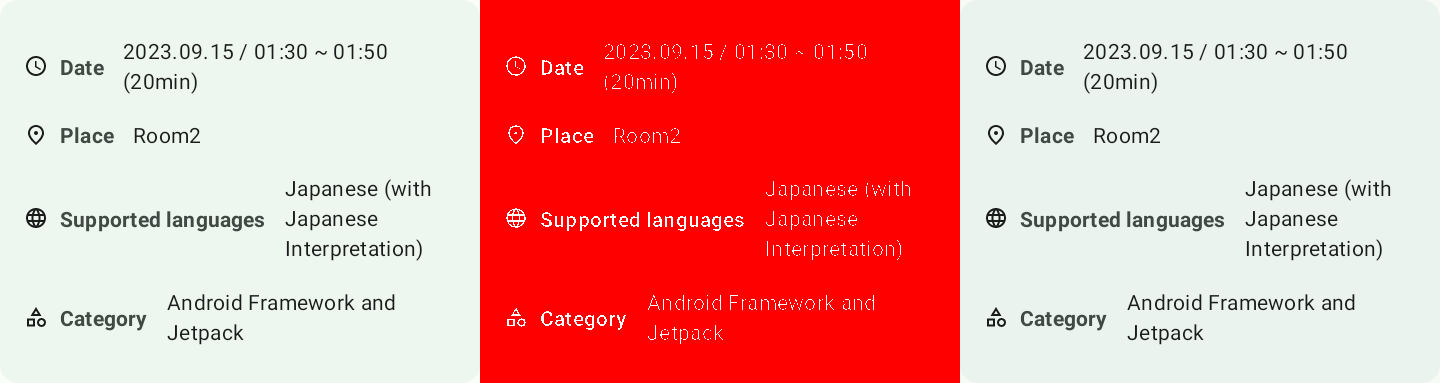 Date 2023.09.15 / 01:30 ~ 01:50
(20min)
Place Room2
Supported languages Japanese (with
Japanese
Interpretation)
Category Android Framework and
Jetpack
Date 2023.09.15 / 01:30 ~ 01:50
(20min)
Place Room2
Supported languages Japanese (with
Japanese
Interpretation)
Category Android Framework and
Jetpack
Date 2023.09.15 / 01:30 ~ 01:50
(20min)
Place Room2
Supported languages Japanese (with
Japanese
Interpretation)
Category Android Framework and
Jetpack